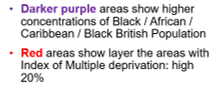 • Darker purple areas show higher
concentrations of Black / African /
Caribbean / Black British Population
• Red areas show layer the areas with
Index of Multiple deprivation: high
20%